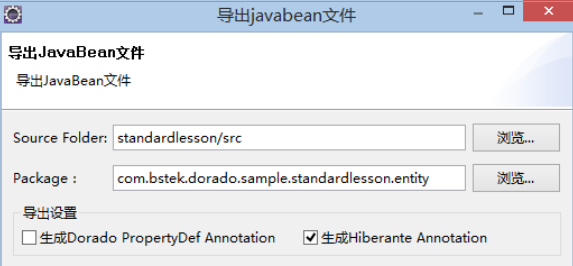 导出javabean文件
导出JavaBean文件
导出JavaBean文件
Source Folder: standardlesson/src 浏览...
Package : com.bstek.dorado.sample.standardlesson.entity 浏览...
导出设置
生成Dorado PropertyDef Annotation 生成Hiberante Annotation